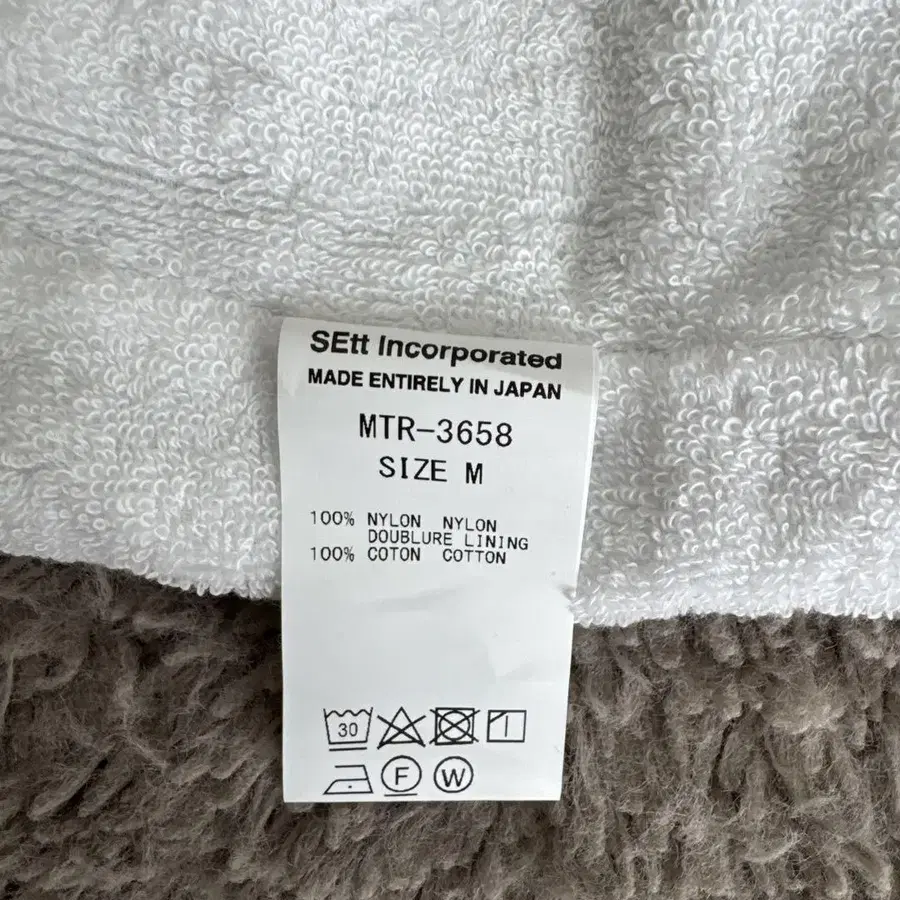 SEtt Incorporated
MADE ENTIRELY IN JAPAN
MTR-3658
SIZE M
100% NYLON NYLON
DOUBLURE LINING
100% COTON COTTON
30
F W